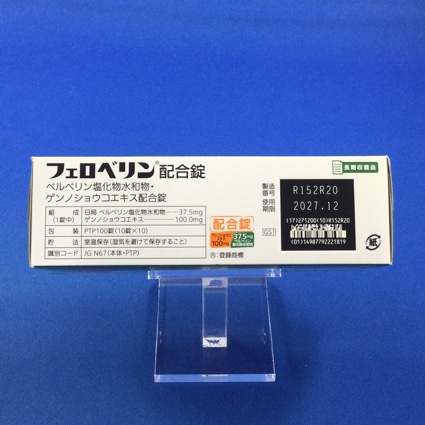 フェロベリン®配合錠
ベルベリン塩化物水和物・
ゲンノショウコエキス配合錠
組成(1錠中) 日局 ベルベリン塩化物水和物……37.5mg
ゲンノショウコエキス……100.0mg
包装 PTP100錠(10錠×10)
貯法 室温保存(湿気を避けて保存すること)
識別コード JG N67(本体・PTP)
配合錠
100mg
37.5mg
®:登録商標
長期収載品
製造番号 R152R20
使用期限 2027.12
(17)271200(10)R152R20
GS1
(01)14987792221819
紙